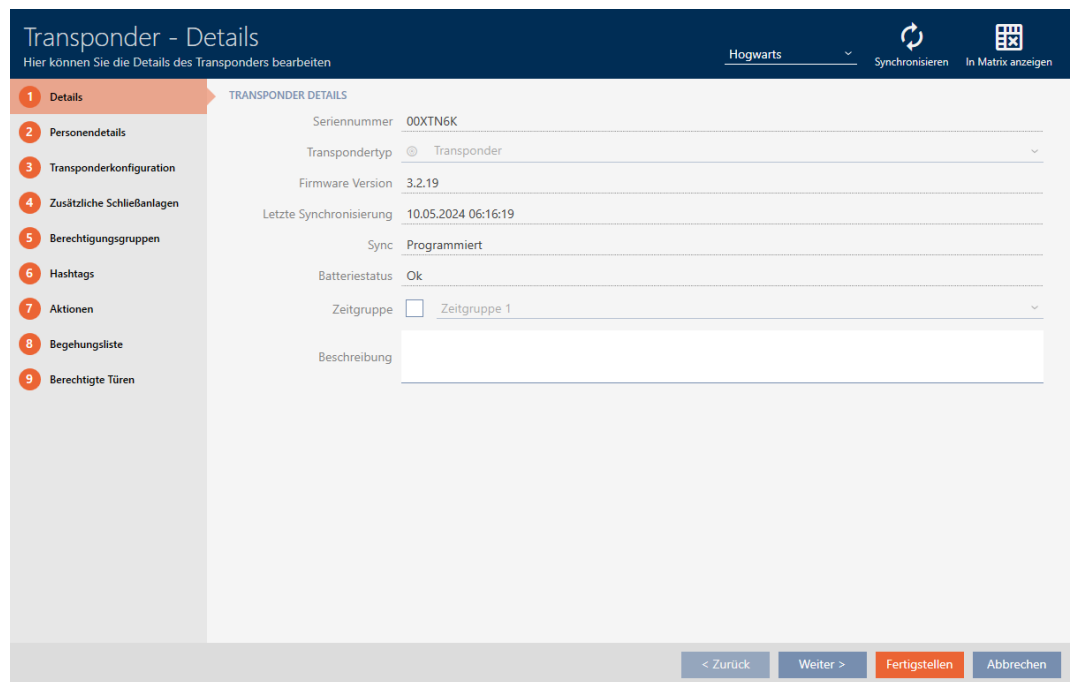 Transponder - Details
Hier können Sie die Details des Transponders bearbeiten
Hogwarts
Synchronisieren
In Matrix anzeigen
1 Details
2 Personendetails
3 Transponderkonfiguration
4 Zusätzliche Schließanlagen
5 Berechtigungsgruppen
6 Hashtags
7 Aktionen
8 Begehungsliste
9 Berechtigte Türen
TRANSPONDER DETAILS
Seriennummer 00XTN6K
Transpondertyp Transponder
Firmware Version 3.2.19
Letzte Synchronisierung 10.05.2024 06:16:19
Sync Programmiert
Batteriestatus Ok
Zeitgruppe Zeitgruppe 1
Beschreibung
< Zurück Weiter > Fertigstellen Abbrechen